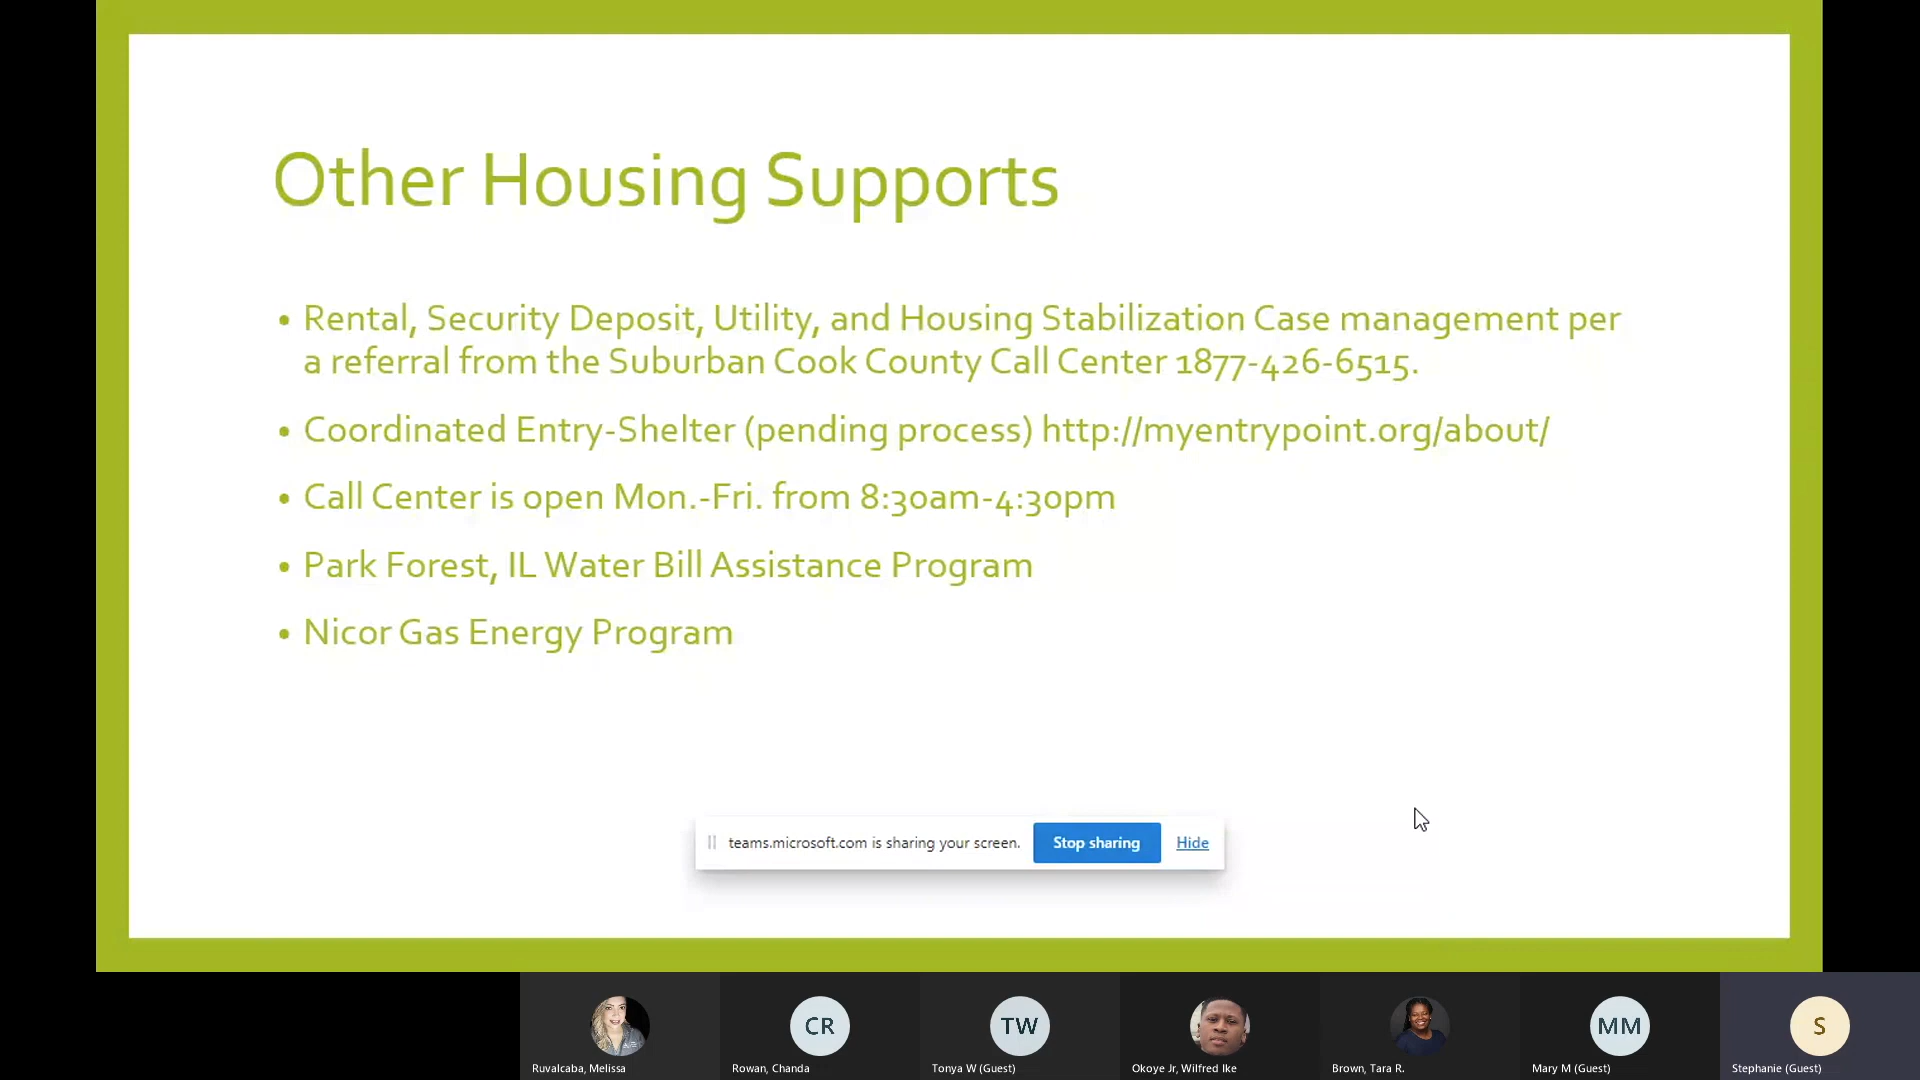 Other Housing Supports
• Rental, Security Deposit, Utility, and Housing Stabilization Case management per
a referral from the Suburban Cook County Call Center 1877-426-6515.
• Coordinated Entry-Shelter (pending process) http://myentrypoint.org/about/
• Call Center is open Mon.-Fri. from 8:30am-4:30pm
• Park Forest, IL Water Bill Assistance Program
• Nicor Gas Energy Program
teams.microsoft.com is sharing your screen. Stop sharing Hide
CR TW MM S
Ruvalcaba, Melissa Rowan, Chanda Tonya W (Guest) Okoye Jr, Wilfred Ike Brown, Tara R. Mary M (Guest) Stephanie (Guest)